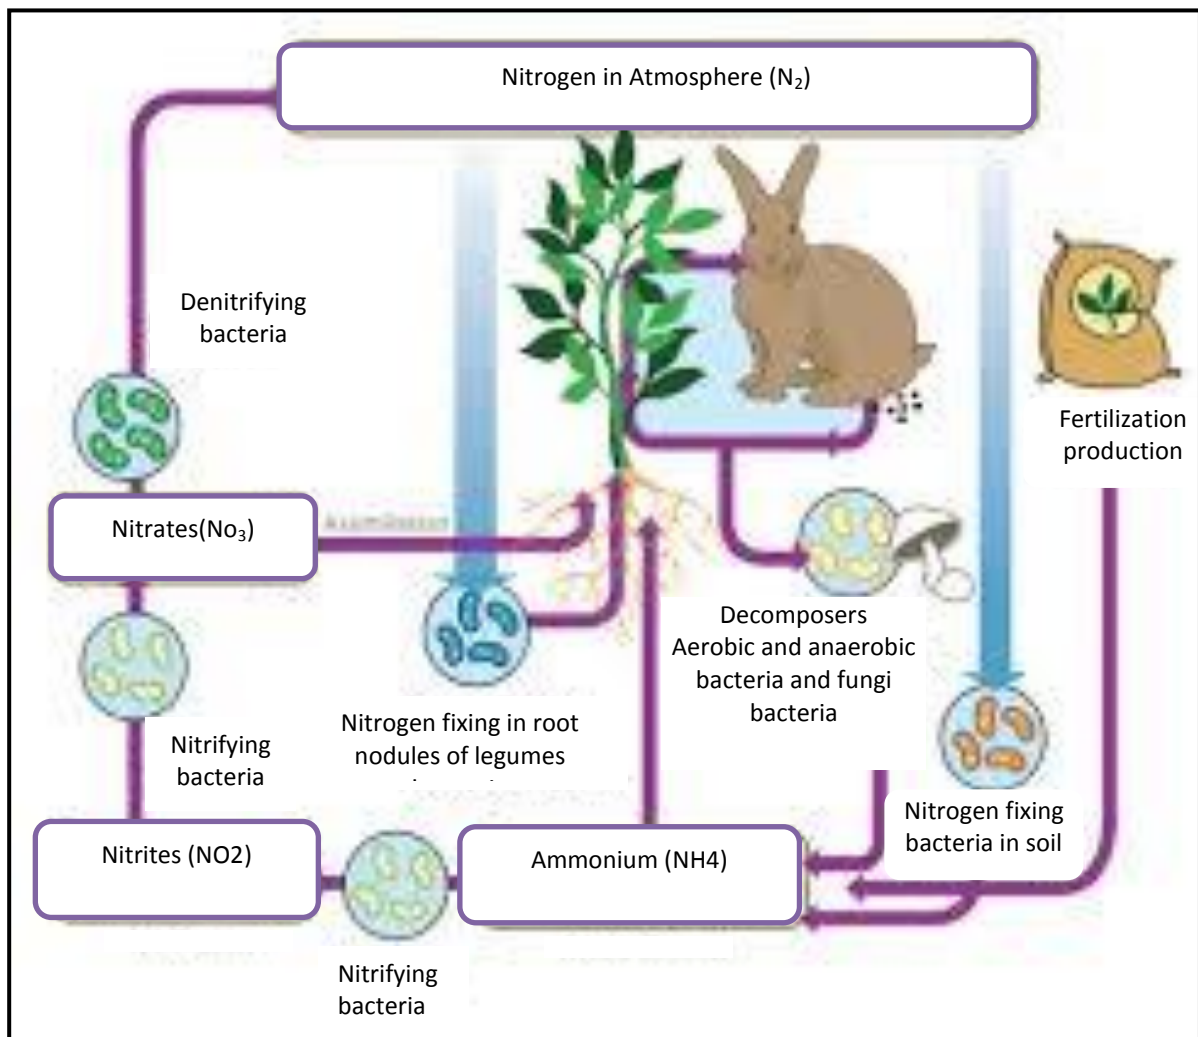 Nitrogen in Atmosphere (N₂)
Denitrifying
bacteria
Fertilization
production
Nitrates(No₃)
Assimilation
Decomposers
Aerobic and anaerobic
bacteria and fungi
bacteria
Nitrogen fixing in root
nodules of legumes
Nitrifying
bacteria
Nitrogen fixing
bacteria in soil
Nitrites (NO2)
Ammonium (NH4)
Nitrifying
bacteria